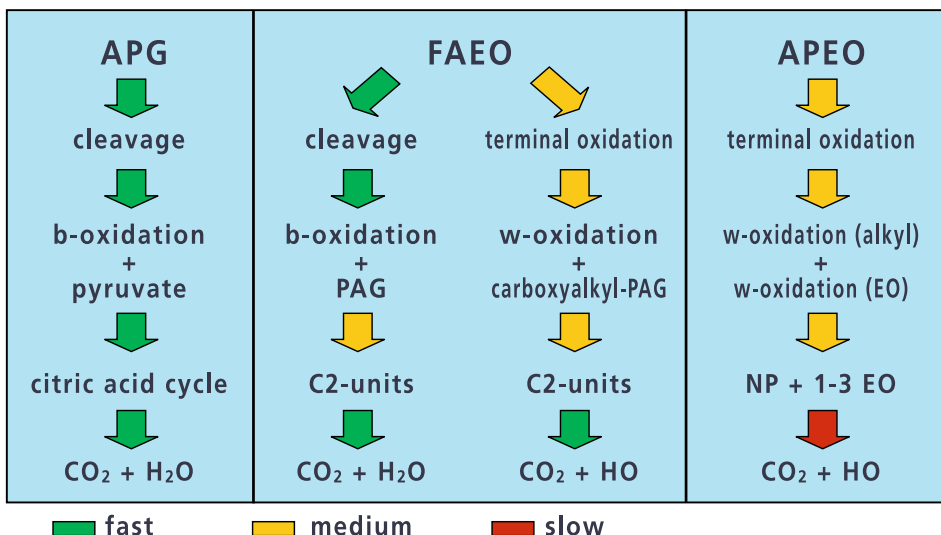 APG
cleavage
b-oxidation
+
pyruvate
citric acid cycle
CO₂ + H₂O
FAEO
cleavage
b-oxidation
+
PAG
C2-units
CO₂ + H₂O
terminal oxidation
w-oxidation
+
carboxyalkyl-PAG
C2-units
CO₂ + HO
APEO
terminal oxidation
w-oxidation (alkyl)
+
w-oxidation (EO)
NP + 1-3 EO
CO₂ + HO
fast
medium
slow